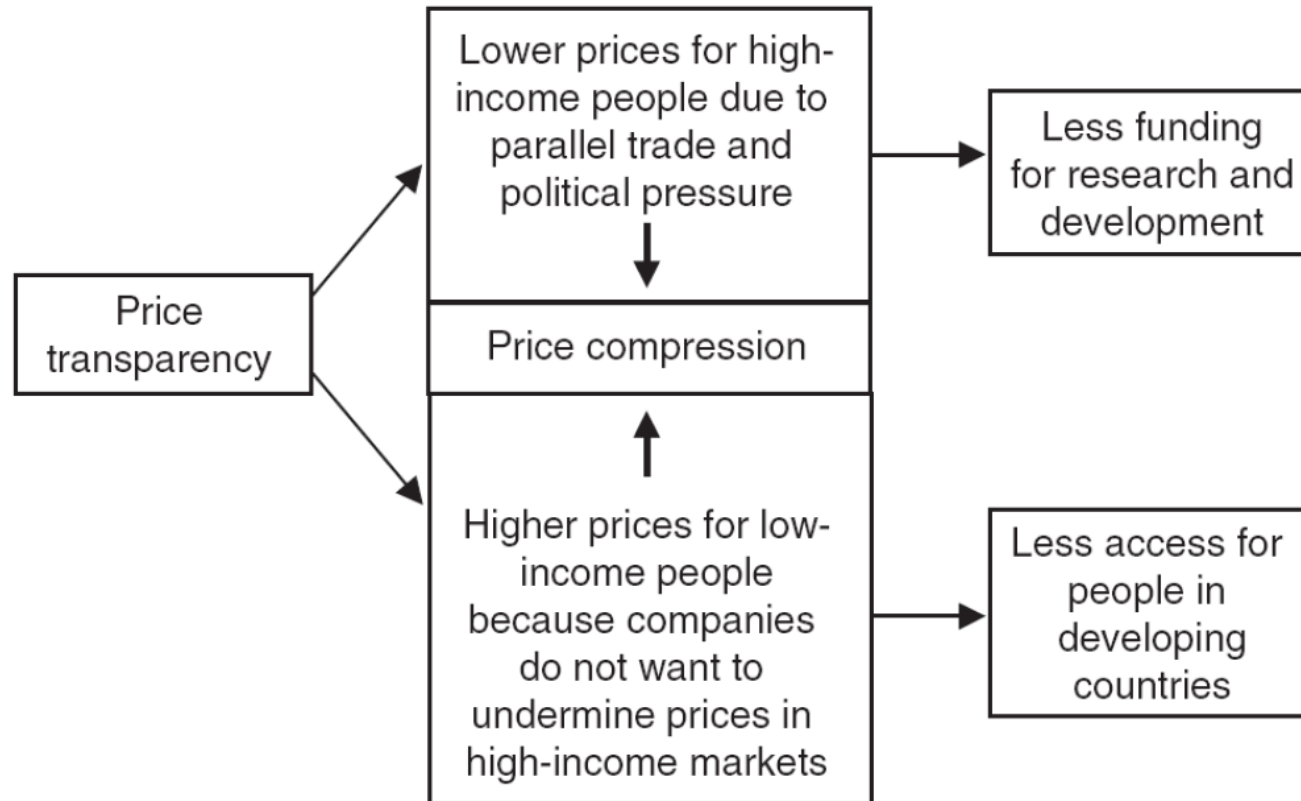 Price
transparency
Lower prices for high-
income people due to
parallel trade and
political pressure
Price compression
Higher prices for low-
income people
because companies
do not want to
undermine prices in
high-income markets
Less funding
for research and
development
Less access for
people in
developing
countries